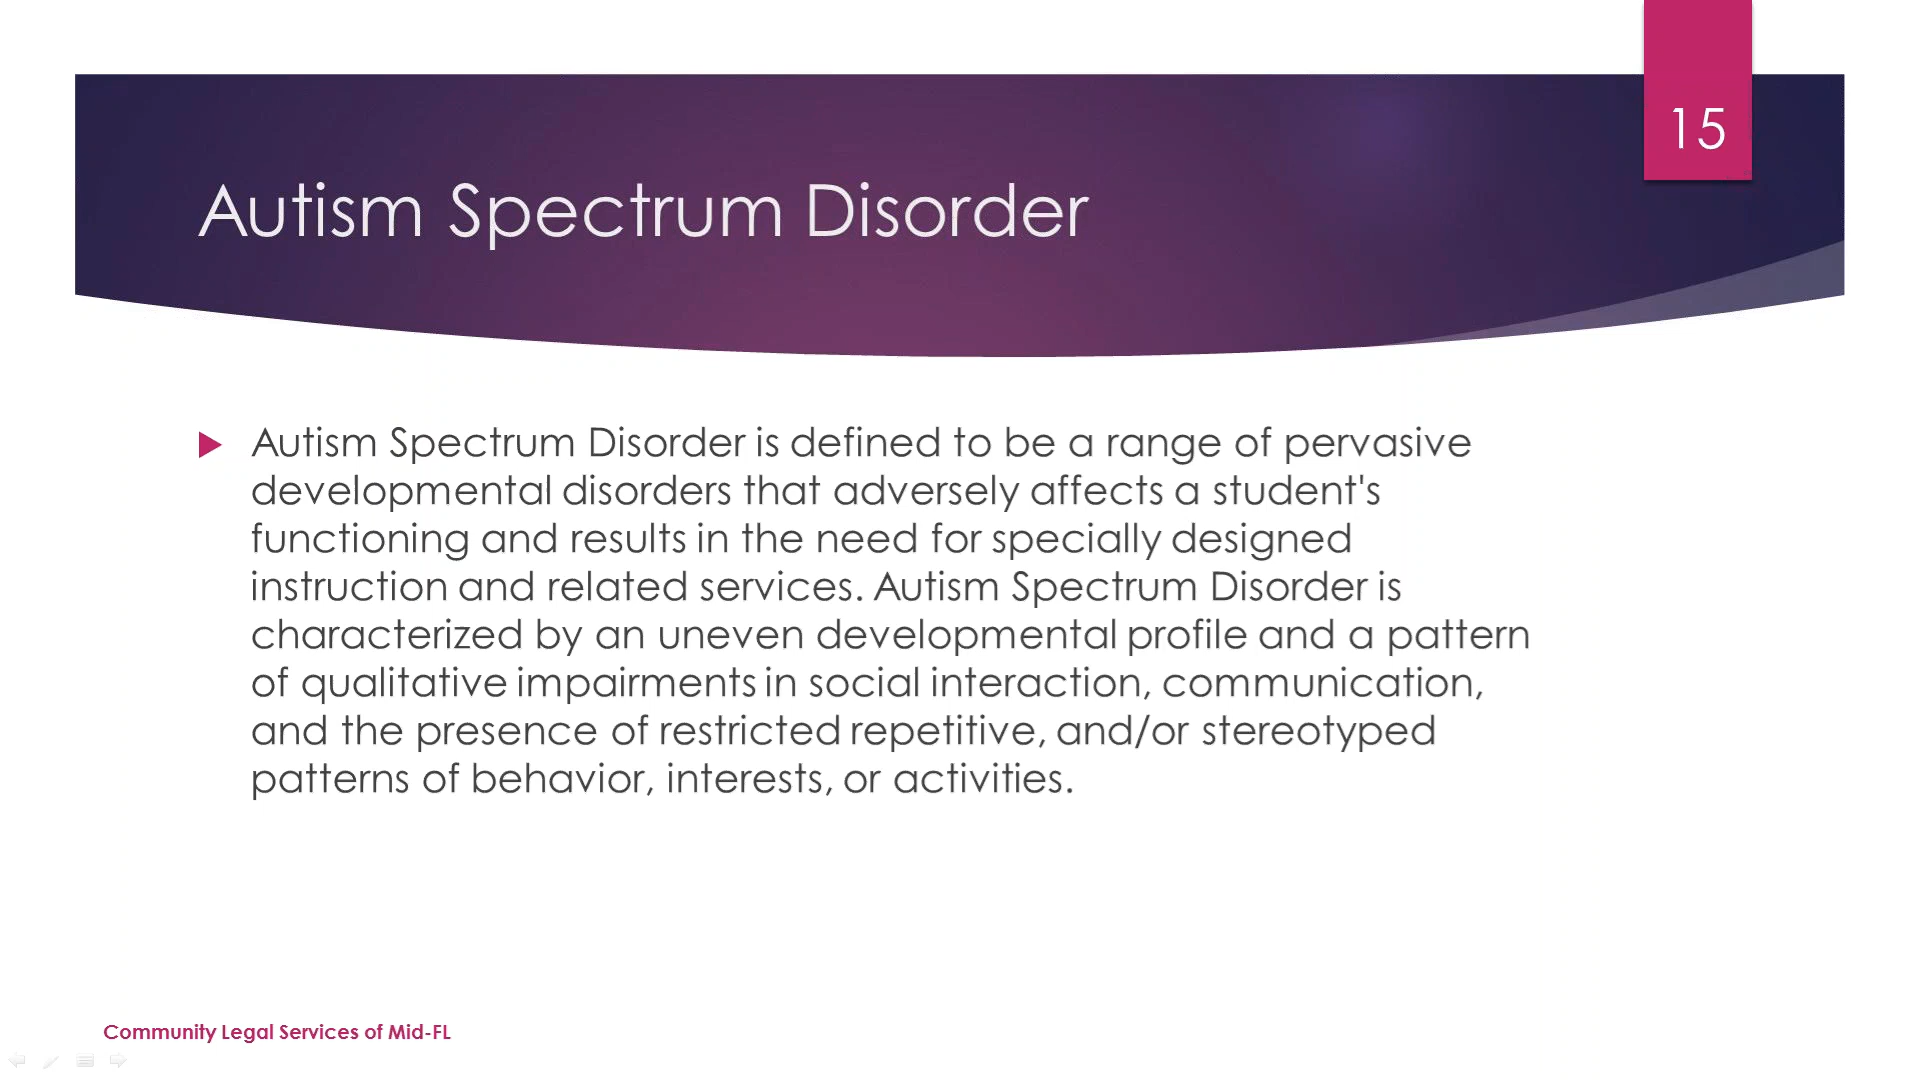 15
Autism Spectrum Disorder
Autism Spectrum Disorder is defined to be a range of pervasive
developmental disorders that adversely affects a student's
functioning and results in the need for specially designed
instruction and related services. Autism Spectrum Disorder is
characterized by an uneven developmental profile and a pattern
of qualitative impairments in social interaction, communication,
and the presence of restricted repetitive, and/or stereotyped
patterns of behavior, interests, or activities.
Community Legal Services of Mid-FL